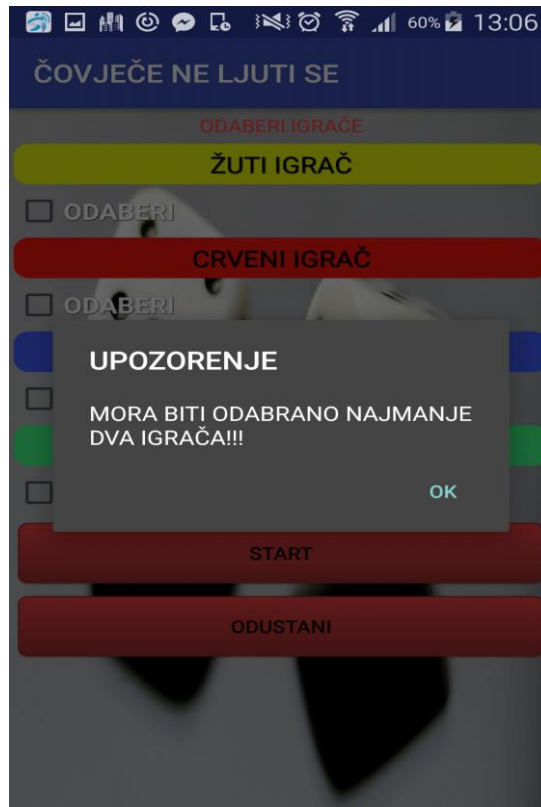 60% 13:06
ČOVJEČE NE LJUTI SE
ODABERI IGRAČE
ŽUTI IGRAČ
ODABERI
CRVENI IGRAČ
ODABERI
UPOZORENJE
MORA BITI ODABRANO NAJMANJE
DVA IGRAČA!!!
OK
START
ODUSTANI